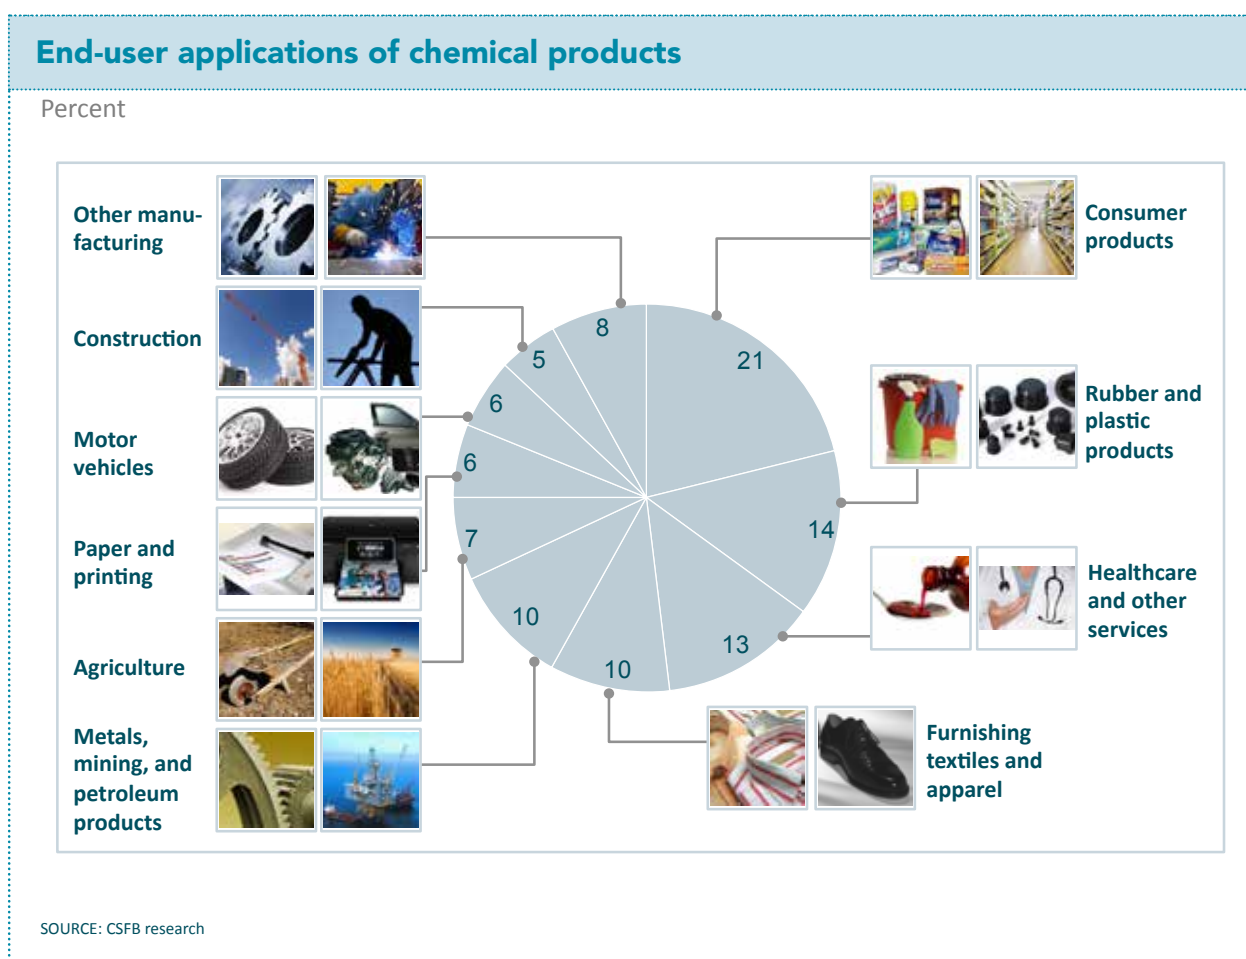 End-user applications of chemical products
Percent
Other manu-
facturing
Construction
Motor
vehicles
Paper and
printing
Agriculture
Metals,
mining, and
petroleum
products
8
5
6
6
7
10
10
13
14
21
Consumer
products
Rubber and
plastic
products
Healthcare
and other
services
Furnishing
textiles and
apparel
SOURCE: CSFB research